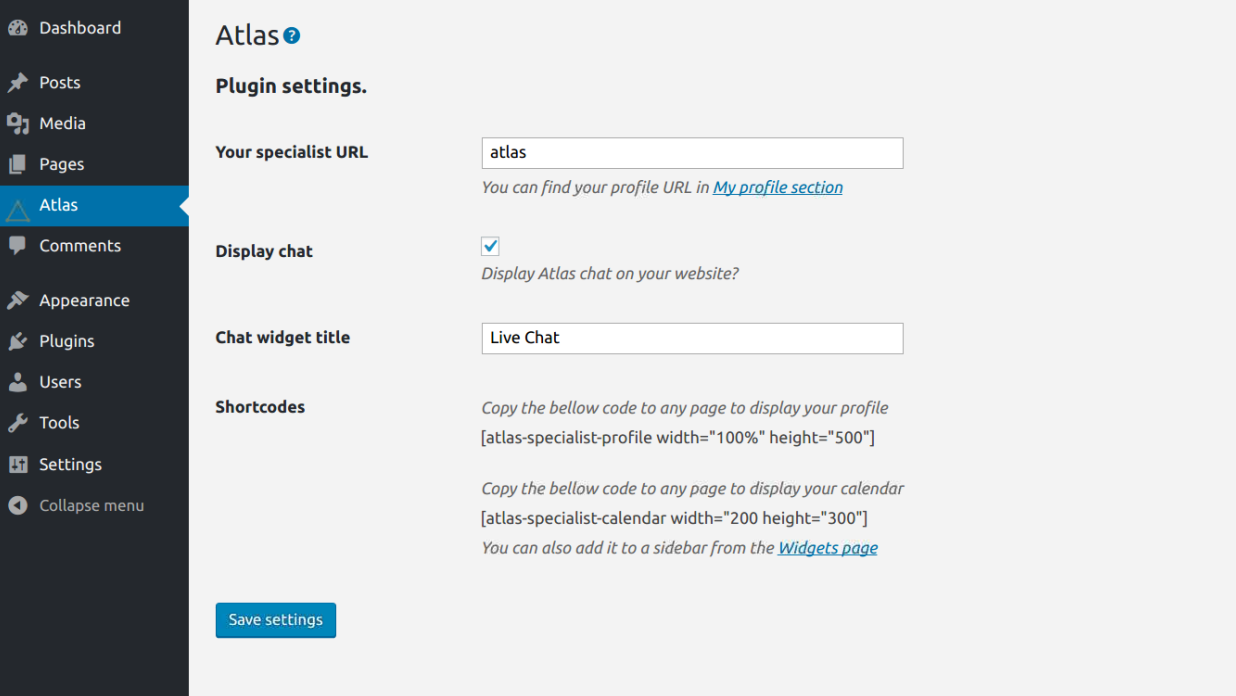 Dashboard
Posts
Media
Pages
Atlas
Comments
Appearance
Plugins
Users
Tools
Settings
Collapse menu
Atlas ?
Plugin settings.
Your specialist URL
atlas
You can find your profile URL in My profile section
Display chat
Display Atlas chat on your website?
Chat widget title
Live Chat
Shortcodes
Copy the bellow code to any page to display your profile
[atlas-specialist-profile width="100%" height="500"]
Copy the bellow code to any page to display your calendar
[atlas-specialist-calendar width="200 height="300"]
You can also add it to a sidebar from the Widgets page
Save settings